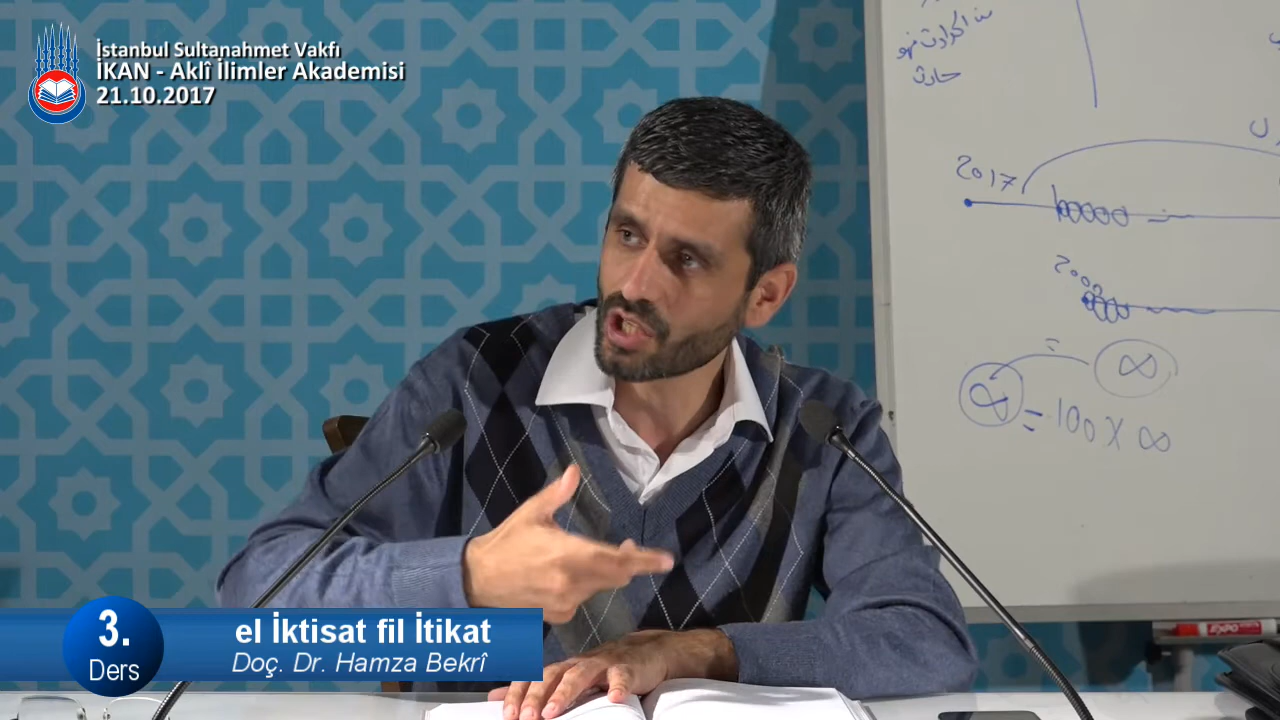 İstanbul Sultanahmet Vakfı
İKAN - Aklî İlimler Akademisi
21.10.2017
حادث
2017
2000
∞
∞ = 100 X ∞
3.
Ders
el İktisat fil İtikat
Doç. Dr. Hamza Bekrî